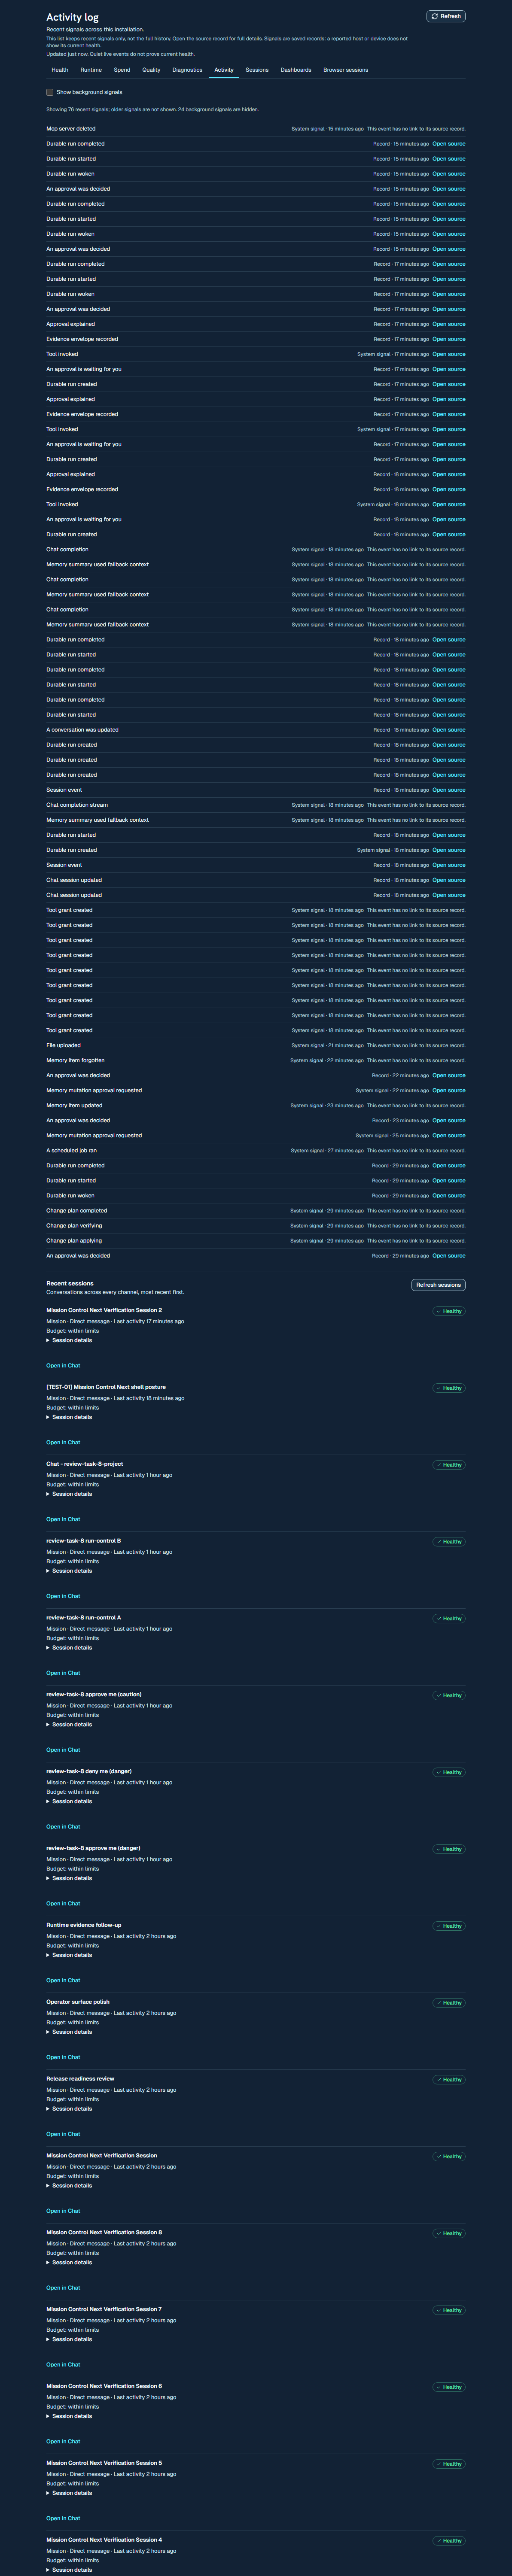 Activity log
Refresh
Recent signals across this installation.
This list keeps recent signals only, not the full history. Open the source record for full details. Signals are saved records: a reported host or device does not
show its current health.
Updated just now. Quiet live events do not prove current health.
Health Runtime Spend Quality Diagnostics Activity Sessions Dashboards Browser sessions
Show background signals
Showing 76 recent signals; older signals are not shown. 24 background signals are hidden.
Mcp server deleted System signal · 15 minutes ago This event has no link to its source record.
Durable run completed Record · 15 minutes ago Open source
Durable run started Record · 15 minutes ago Open source
Durable run woken Record · 15 minutes ago Open source
An approval was decided Record · 15 minutes ago Open source
Durable run completed Record · 15 minutes ago Open source
Durable run started Record · 15 minutes ago Open source
Durable run woken Record · 15 minutes ago Open source
An approval was decided Record · 15 minutes ago Open source
Durable run completed Record · 17 minutes ago Open source
Durable run started Record · 17 minutes ago Open source
Durable run woken Record · 17 minutes ago Open source
An approval was decided Record · 17 minutes ago Open source
Approval explained Record · 17 minutes ago Open source
Evidence envelope recorded Record · 17 minutes ago Open source
Tool invoked System signal · 17 minutes ago Open source
An approval is waiting for you Record · 17 minutes ago Open source
Durable run created Record · 17 minutes ago Open source
Approval explained Record · 17 minutes ago Open source
Evidence envelope recorded Record · 17 minutes ago Open source
Tool invoked System signal · 17 minutes ago Open source
An approval is waiting for you Record · 17 minutes ago Open source
Durable run created Record · 17 minutes ago Open source
Approval explained Record · 18 minutes ago Open source
Evidence envelope recorded Record · 18 minutes ago Open source
Tool invoked System signal · 18 minutes ago Open source
An approval is waiting for you Record · 18 minutes ago Open source
Durable run created Record · 18 minutes ago Open source
Chat completion System signal · 18 minutes ago This event has no link to its source record.
Memory summary used fallback context System signal · 18 minutes ago This event has no link to its source record.
Chat completion System signal · 18 minutes ago This event has no link to its source record.
Memory summary used fallback context System signal · 18 minutes ago This event has no link to its source record.
Chat completion System signal · 18 minutes ago This event has no link to its source record.
Memory summary used fallback context System signal · 18 minutes ago This event has no link to its source record.
Durable run completed Record · 18 minutes ago Open source
Durable run started Record · 18 minutes ago Open source
Durable run completed Record · 18 minutes ago Open source
Durable run started Record · 18 minutes ago Open source
Durable run completed Record · 18 minutes ago Open source
Durable run started Record · 18 minutes ago Open source
A conversation was updated Record · 18 minutes ago Open source
Durable run created Record · 18 minutes ago Open source
Durable run created Record · 18 minutes ago Open source
Durable run created Record · 18 minutes ago Open source
Session event Record · 18 minutes ago Open source
Chat completion stream System signal · 18 minutes ago This event has no link to its source record.
Memory summary used fallback context System signal · 18 minutes ago This event has no link to its source record.
Durable run started Record · 18 minutes ago Open source
Durable run created System signal · 18 minutes ago Open source
Session event Record · 18 minutes ago Open source
Chat session updated Record · 18 minutes ago Open source
Chat session updated Record · 18 minutes ago Open source
Tool grant created System signal · 18 minutes ago This event has no link to its source record.
Tool grant created System signal · 18 minutes ago This event has no link to its source record.
Tool grant created System signal · 18 minutes ago This event has no link to its source record.
Tool grant created System signal · 18 minutes ago This event has no link to its source record.
Tool grant created System signal · 18 minutes ago This event has no link to its source record.
Tool grant created System signal · 18 minutes ago This event has no link to its source record.
Tool grant created System signal · 18 minutes ago This event has no link to its source record.
Tool grant created System signal · 18 minutes ago This event has no link to its source record.
Tool grant created System signal · 18 minutes ago This event has no link to its source record.
File uploaded System signal · 21 minutes ago This event has no link to its source record.
Memory item forgotten System signal · 22 minutes ago This event has no link to its source record.
An approval was decided Record · 22 minutes ago Open source
Memory mutation approval requested System signal · 22 minutes ago Open source
Memory item updated System signal · 23 minutes ago This event has no link to its source record.
An approval was decided Record · 23 minutes ago Open source
Memory mutation approval requested System signal · 25 minutes ago Open source
A scheduled job ran System signal · 27 minutes ago This event has no link to its source record.
Durable run completed Record · 29 minutes ago Open source
Durable run started Record · 29 minutes ago Open source
Durable run woken Record · 29 minutes ago Open source
Change plan completed System signal · 29 minutes ago This event has no link to its source record.
Change plan verifying System signal · 29 minutes ago This event has no link to its source record.
Change plan applying System signal · 29 minutes ago This event has no link to its source record.
An approval was decided Record · 29 minutes ago Open source
Recent sessions
Refresh sessions
Conversations across every channel, most recent first.
Mission Control Next Verification Session 2 Healthy
Mission · Direct message · Last activity 17 minutes ago
Budget: within limits
Session details
Open in Chat
[TEST-01] Mission Control Next shell posture Healthy
Mission · Direct message · Last activity 18 minutes ago
Budget: within limits
Session details
Open in Chat
Chat - review-task-8-project Healthy
Mission · Direct message · Last activity 1 hour ago
Budget: within limits
Session details
Open in Chat
review-task-8 run-control B Healthy
Mission · Direct message · Last activity 1 hour ago
Budget: within limits
Session details
Open in Chat
review-task-8 run-control A Healthy
Mission · Direct message · Last activity 1 hour ago
Budget: within limits
Session details
Open in Chat
review-task-8 approve me (caution) Healthy
Mission · Direct message · Last activity 1 hour ago
Budget: within limits
Session details
Open in Chat
review-task-8 deny me (danger) Healthy
Mission · Direct message · Last activity 1 hour ago
Budget: within limits
Session details
Open in Chat
review-task-8 approve me (danger) Healthy
Mission · Direct message · Last activity 1 hour ago
Budget: within limits
Session details
Open in Chat
Runtime evidence follow-up Healthy
Mission · Direct message · Last activity 2 hours ago
Budget: within limits
Session details
Open in Chat
Operator surface polish Healthy
Mission · Direct message · Last activity 2 hours ago
Budget: within limits
Session details
Open in Chat
Release readiness review Healthy
Mission · Direct message · Last activity 2 hours ago
Budget: within limits
Session details
Open in Chat
Mission Control Next Verification Session Healthy
Mission · Direct message · Last activity 2 hours ago
Budget: within limits
Session details
Open in Chat
Mission Control Next Verification Session 8 Healthy
Mission · Direct message · Last activity 2 hours ago
Budget: within limits
Session details
Open in Chat
Mission Control Next Verification Session 7 Healthy
Mission · Direct message · Last activity 2 hours ago
Budget: within limits
Session details
Open in Chat
Mission Control Next Verification Session 6 Healthy
Mission · Direct message · Last activity 2 hours ago
Budget: within limits
Session details
Open in Chat
Mission Control Next Verification Session 5 Healthy
Mission · Direct message · Last activity 2 hours ago
Budget: within limits
Session details
Open in Chat
Mission Control Next Verification Session 4 Healthy
Mission · Direct message · Last activity 2 hours ago
Budget: within limits
Session details